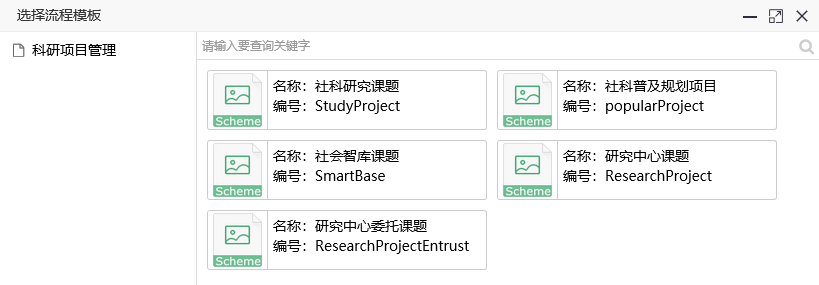 选择流程模板
科研项目管理
请输入要查询关键字
名称：社科研究课题
编号：StudyProject
Scheme
名称：社科普及规划项目
编号：popularProject
Scheme
名称：社会智库课题
编号：SmartBase
Scheme
名称：研究中心课题
编号：ResearchProject
Scheme
名称：研究中心委托课题
编号：ResearchProjectEntrust
Scheme